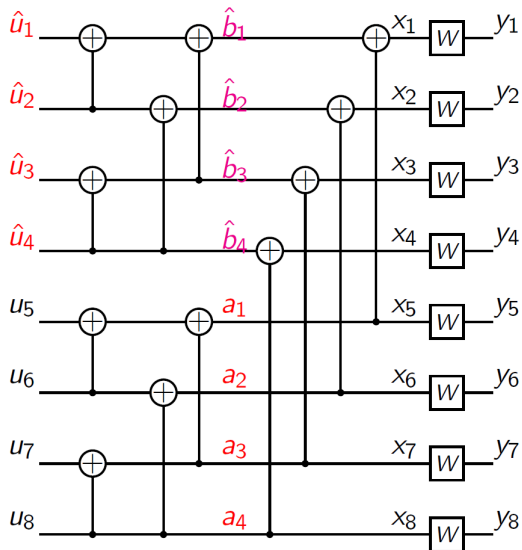 û₁ b̂₁ x₁ W y₁
û₂ b̂₂ x₂ W y₂
û₃ b̂₃ x₃ W y₃
û₄ b̂₄ x₄ W y₄
u₅ a₁ x₅ W y₅
u₆ a₂ x₆ W y₆
u₇ a₃ x₇ W y₇
u₈ a₄ x₈ W y₈